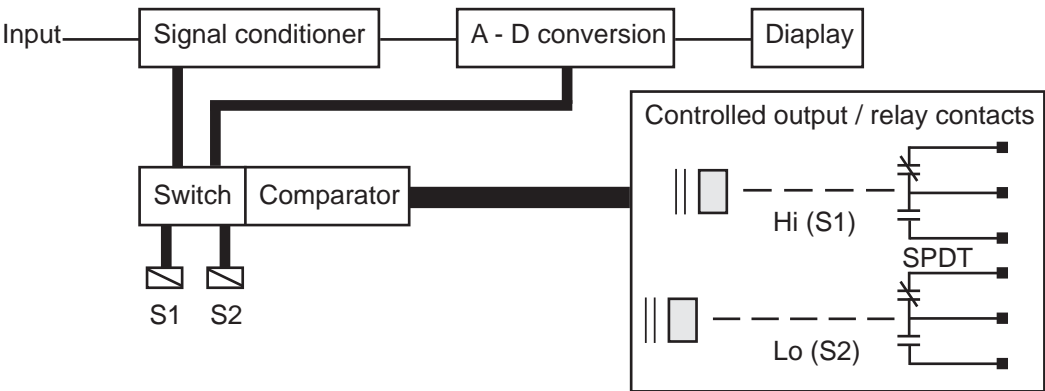 Input
Signal conditioner
A - D conversion
Diaplay
Controlled output / relay contacts
Switch
Comparator
Hi (S1)
SPDT
S1
S2
Lo (S2)